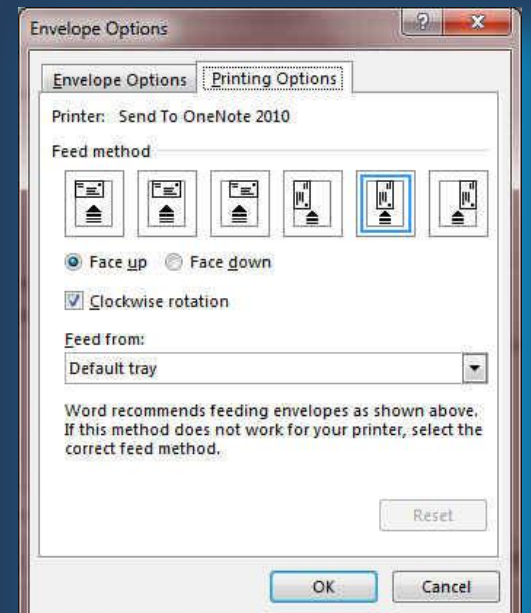 Envelope Options
Envelope Options Printing Options
Printer: Send To OneNote 2010
Feed method
Face up Face down
Clockwise rotation
Feed from:
Default tray
Word recommends feeding envelopes as shown above.
If this method does not work for your printer, select the
correct feed method.
Reset
OK Cancel